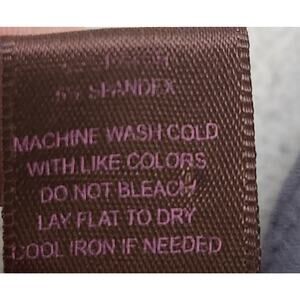 SPANDEX
MACHINE WASH COLD
WITH LIKE COLORS
DO NOT BLEACH
LAY FLAT TO DRY
COOL IRON IF NEEDED